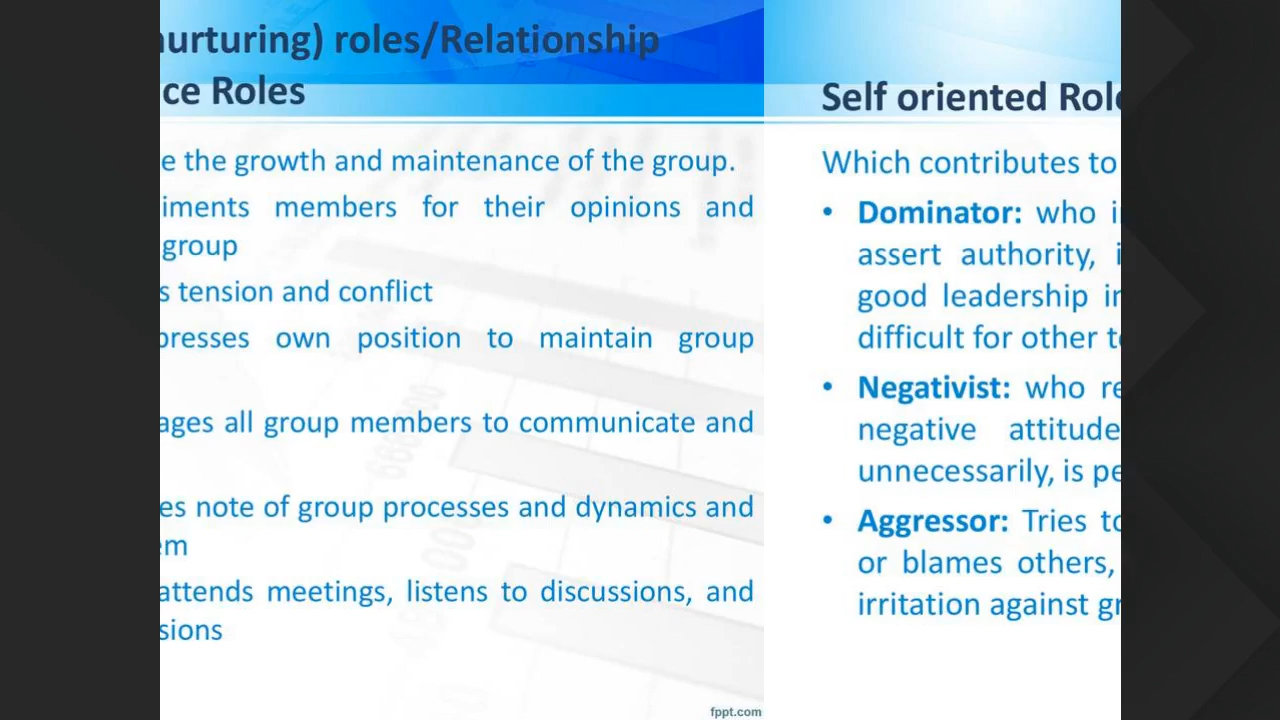 nurturing) roles/Relationship
ce Roles
e the growth and maintenance of the group.
iments members for their opinions and
group
s tension and conflict
presses own position to maintain group
ages all group members to communicate and
es note of group processes and dynamics and
em
attends meetings, listens to discussions, and
sions
fppt.com
Self oriented Role
Which contributes to
• Dominator: who i
assert authority, i
good leadership in
difficult for other t
• Negativist: who re
negative attitude
unnecessarily, is pe
• Aggressor: Tries to
or blames others,
irritation against gr